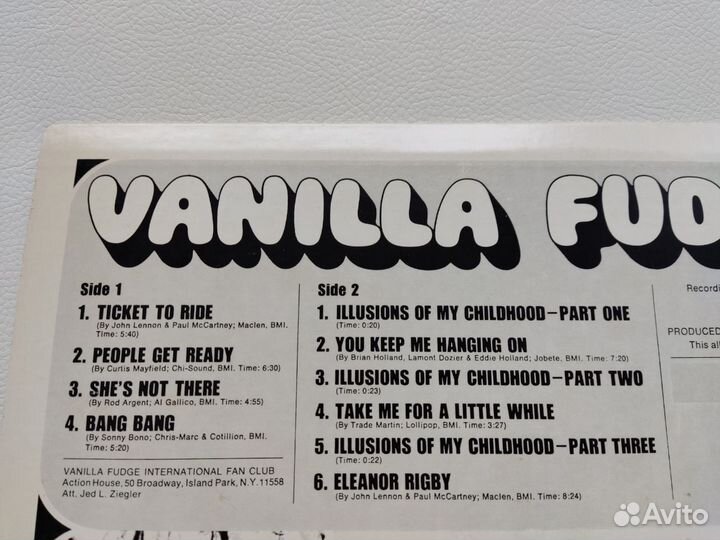 VANILLA FUD
Side 1
1. TICKET TO RIDE
(By John Lennon & Paul McCartney; Maclen, BMI.
Time: 5:40)
2. PEOPLE GET READY
(By Curtis Mayfield; Chi-Sound, BMI. Time: 6:30)
3. SHE'S NOT THERE
(By Rod Argent; Al Gallico, BMI. Time: 4:55)
4. BANG BANG
(By Sonny Bono; Chris-Marc & Cotillion, BMI.
Time: 5:20)
VANILLA FUDGE INTERNATIONAL FAN CLUB
Action House, 50 Broadway, Island Park, N.Y. 11558
Att. Jed L. Ziegler
Side 2
1. ILLUSIONS OF MY CHILDHOOD—PART ONE
(Time: 0:20)
2. YOU KEEP ME HANGING ON
(By Brian Holland, Lamont Dozier & Eddie Holland; Jobete, BMI. Time: 7:20)
3. ILLUSIONS OF MY CHILDHOOD—PART TWO
(Time: 0:23)
4. TAKE ME FOR A LITTLE WHILE
(By Trade Martin; Lollipop, BMI. Time: 3:27)
5. ILLUSIONS OF MY CHILDHOOD—PART THREE
(Time: 0:22)
6. ELEANOR RIGBY
(By John Lennon & Paul McCartney; Maclen, BMI. Time: 8:24)
Recordi
PRODUCED
This al
Avito